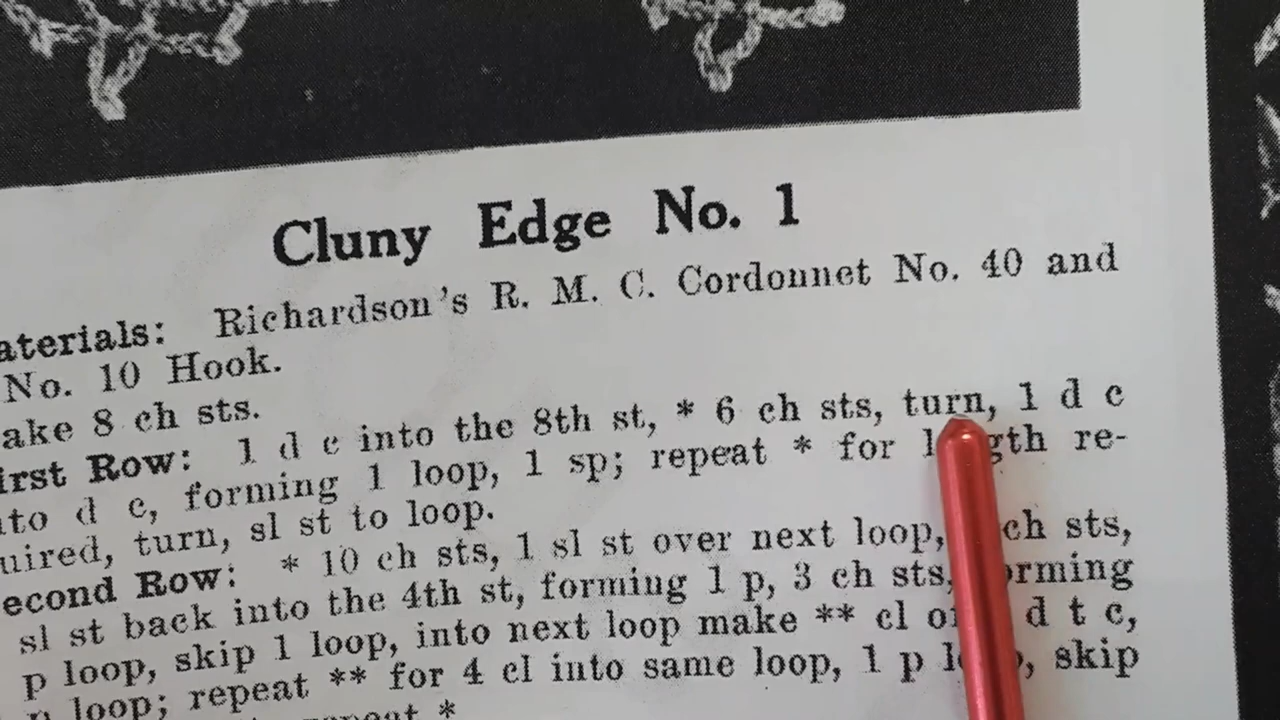 Cluny Edge No. 1
aterials: Richardson's R. M. C. Cordonnet No. 40 and
No. 10 Hook.
ake 8 ch sts.
irst Row: 1 d c into the 8th st, * 6 ch sts, turn, 1 d c
nto d c, forming 1 loop, 1 sp; repeat * for l gth re-
uired, turn, sl st to loop.
econd Row: * 10 ch sts, 1 sl st over next loop, ch sts,
sl st back into the 4th st, forming 1 p, 3 ch sts, orming
p loop, skip 1 loop, into next loop make ** cl o d t c,
p loop; repeat ** for 4 cl into same loop, 1 p l , skip
repeat *